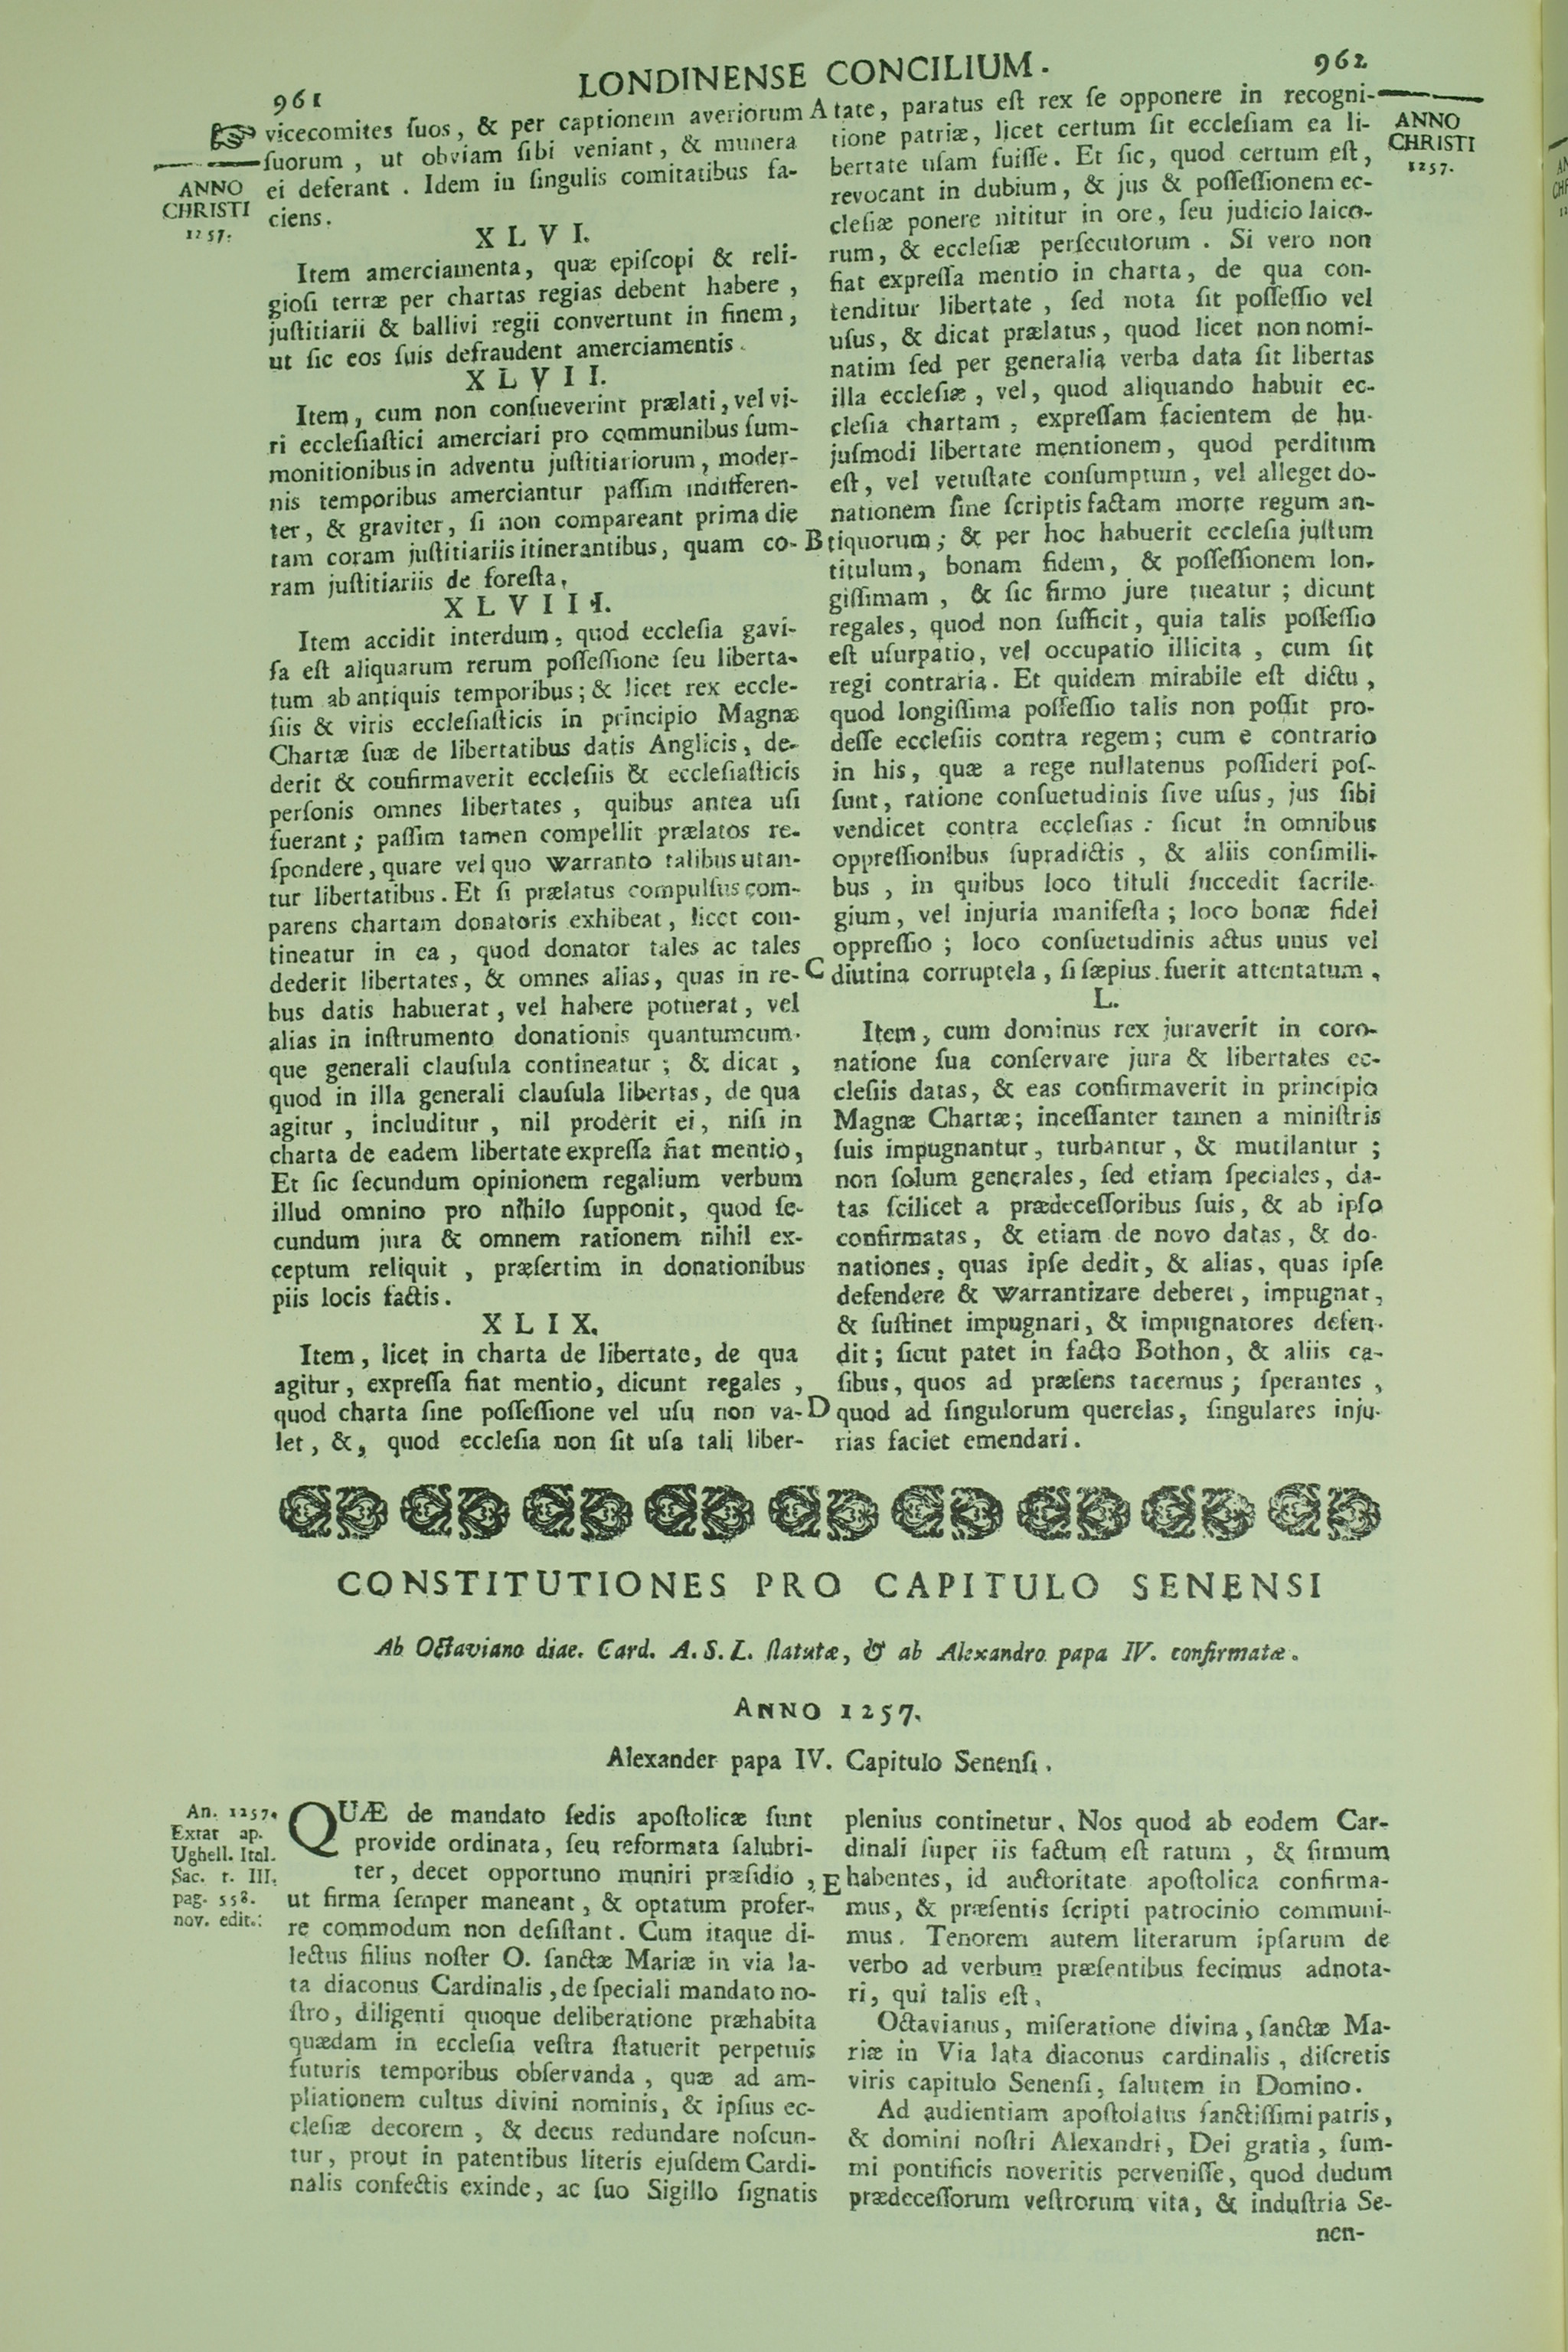 961
LONDINENSE CONCILIUM.
962
ANNO
CHRISTI
1257.
vicecomites ſuos, & per captionem averiorum
ſuorum, ut obviam ſibi veniant, & munera
ei deferant. Idem in ſingulis comitatibus fa-
ciens.
XLVI.
Item amerciamenta, quæ epiſcopi & reli-
gioſi terræ per chartas regias debent habere,
juſtitiarii & ballivi regii convertunt in finem,
ut ſic eos ſuis defraudent amerciamentis.
XLVII.
Item, cum non conſueverint prælati, vel vi-
ri eccleſiaſtici amerciari pro communibus ſum-
monitionibus in adventu juſtitiariorum, moder-
nis temporibus amerciantur paſſim indifferen-
ter, & graviter, ſi non compareant prima die
tam coram juſtitiariis itinerantibus, quam co-
ram juſtitiariis de foreſta.
XLVIII.
Item accidit interdum, quod eccleſia gavi-
ſa eſt aliquarum rerum poſſeſſione ſeu liberta-
tum ab antiquis temporibus; & licet rex eccle-
ſiis & viris eccleſiaſticis in principio Magnæ
Chartæ ſuæ de libertatibus datis Anglicis, de-
derit & confirmaverit eccleſiis & eccleſiaſticis
perſonis omnes libertates, quibus antea uſi
fuerant; paſſim tamen compellit prælatos re-
ſpondere, quare vel quo Warranto talibus utan-
tur libertatibus. Et ſi prælatus compulſus com-
parens chartam donatoris exhibeat, licet con-
tineatur in ea, quod donator tales ac tales
dederit libertates, & omnes alias, quas in re-
bus datis habuerat, vel habere potuerat, vel
alias in inſtrumento donationis quantumcum-
que generali clauſula contineatur; & dicat,
quod in illa generali clauſula libertas, de qua
agitur, includitur, nil proderit ei, niſi in
charta de eadem libertate expreſſa fiat mentio,
Et ſic ſecundum opinionem regalium verbum
illud omnino pro nihilo ſupponit, quod ſe-
cundum jura & omnem rationem nihil ex-
ceptum reliquit, præſertim in donationibus
piis locis factis.
XLIX.
Item, licet in charta de libertate, de qua
agitur, expreſſa fiat mentio, dicunt regales,
quod charta ſine poſſeſſione vel uſu non va-
let, &, quod eccleſia non ſit uſa tali liber-
A
B
C
D
tate, paratus eſt rex ſe opponere in recogni-
tione patriæ, licet certum ſit eccleſiam ea li-
bertate uſam fuiſſe. Et ſic, quod certum eſt,
revocant in dubium, & jus & poſſeſſionem ec-
cleſiæ ponere nititur in ore, ſeu judicio laico-
rum, & eccleſiæ perſecutorum. Si vero non
fiat expreſſa mentio in charta, de qua con-
tenditur libertate, ſed nota ſit poſſeſſio vel
uſus, & dicat prælatus, quod licet non nomi-
natim ſed per generalia verba data ſit libertas
illa eccleſiæ, vel, quod aliquando habuit ec-
cleſia chartam, expreſſam facientem de hu-
juſmodi libertate mentionem, quod perditum
eſt, vel vetuſtate conſumptum, vel alleget do-
nationem ſine ſcriptis factam morte regum an-
tiquorum; & per hoc habuerit eccleſia juſtum
titulum, bonam fidem, & poſſeſſionem lon-
giſſimam, & ſic firmo jure tueatur; dicunt
regales, quod non ſufficit, quia talis poſſeſſio
eſt uſurpatio, vel occupatio illicita, cum ſit
regi contraria. Et quidem mirabile eſt dictu,
quod longiſſima poſſeſſio talis non poſſit pro-
deſſe eccleſiis contra regem; cum e contrario
in his, quæ a rege nullatenus poſſideri poſ-
ſunt, ratione conſuetudinis ſive uſus, jus ſibi
vendicet contra eccleſias: ſicut in omnibus
oppreſſionibus ſupradictis, & aliis conſimili-
bus, in quibus loco tituli ſuccedit ſacrile-
gium, vel injuria manifeſta; loco bonæ fidei
oppreſſio; loco conſuetudinis actus unus vel
diutina corruptela, ſi ſæpius fuerit attentatum,
L.
Item, cum dominus rex juraverit in coro-
natione ſua conſervare jura & libertates ec-
cleſiis datas, & eas confirmaverit in principio
Magnæ Chartæ; inceſſanter tamen a miniſtris
ſuis impugnantur, turbantur, & mutilantur;
non ſolum generales, ſed etiam ſpeciales, da-
tas ſcilicet a prædeceſſoribus ſuis, & ab ipſo
confirmatas, & etiam de novo datas, & do-
nationes, quas ipſe dedit, & alias, quas ipſe
defendere & Warrantizare deberet, impugnat,
& ſuſtinet impugnari, & impugnatores defen-
dit; ſicut patet in facto Bothon, & aliis ca-
ſibus, quos ad præſens tacemus; ſperantes,
quod ad ſingulorum querelas, ſingulares inju-
rias faciet emendari.
ANNO
CHRISTI
1257.
CONSTITUTIONES PRO CAPITULO SENENSI
Ab Octaviano diac. Card. A. S. L. ſtatutæ, & ab Alexandro papa IV. confirmatæ.
ANNO 1257.
Alexander papa IV. Capitulo Senenſi.
An. 1257.
Extat ap.
Ughell. Ital.
Sac. t. III.
pag. 558.
nov. edit.:
QUÆ de mandato ſedis apoſtolicæ ſunt
provide ordinata, ſeu reformata ſalubri-
ter, decet opportuno muniri præſidio,
ut firma ſemper maneant, & optatum profer-
re commodum non deſiſtant. Cum itaque di-
lectus filius noſter O. ſanctæ Mariæ in via la-
ta diaconus Cardinalis, de ſpeciali mandato no-
ſtro, diligenti quoque deliberatione præhabita
quædam in eccleſia veſtra ſtatuerit perpetuis
futuris temporibus obſervanda, quæ ad am-
pliationem cultus divini nominis, & ipſius ec-
cleſiæ decorem, & decus redundare noſcun-
tur, prout in patentibus literis ejuſdem Cardi-
nalis confectis exinde, ac ſuo Sigillo ſignatis
E
plenius continetur. Nos quod ab eodem Car-
dinali ſuper iis factum eſt ratum, & firmum
habentes, id auctoritate apoſtolica confirma-
mus, & præſentis ſcripti patrocinio communi-
mus. Tenorem autem literarum ipſarum de
verbo ad verbum præſentibus fecimus adnota-
ri, qui talis eſt.
Octavianus, miſeratione divina, ſanctæ Ma-
riæ in Via lata diaconus cardinalis, diſcretis
viris capitulo Senenſi, ſalutem in Domino.
Ad audientiam apoſtolatus ſanctiſſimi patris,
& domini noſtri Alexandri, Dei gratia, ſum-
mi pontificis noveritis perveniſſe, quod dudum
prædeceſſorum veſtrorum vita, & induſtria Se-
nen-